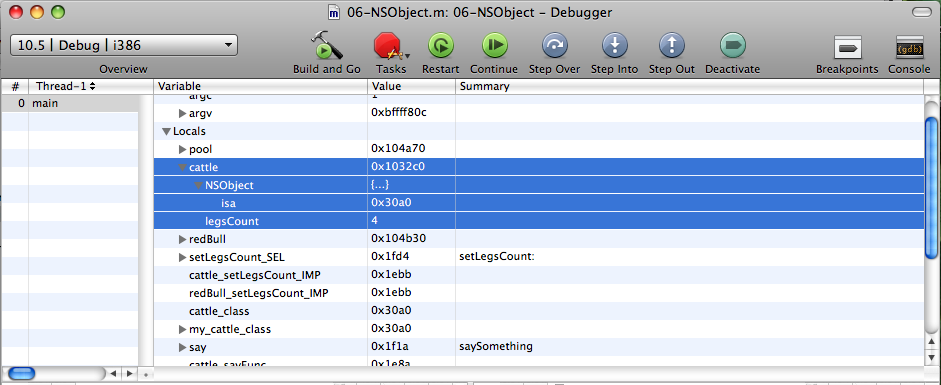 06-NSObject.m: 06-NSObject – Debugger
10.5 | Debug | i386
Overview Build and Go Tasks Restart Continue Step Over Step Into Step Out Deactivate Breakpoints Console
{gdb}
# Thread-1 Variable Value Summary
0 main
argc 1
argv 0xbffff80c
Locals
pool 0x104a70
cattle 0x1032c0
NSObject {...}
isa 0x30a0
legsCount 4
redBull 0x104b30
setLegsCount_SEL 0x1fd4 setLegsCount:
cattle_setLegsCount_IMP 0x1ebb
redBull_setLegsCount_IMP 0x1ebb
cattle_class 0x30a0
my_cattle_class 0x30a0
say 0x1f1a saySomething
cattle_sayFunc 0x1e8a